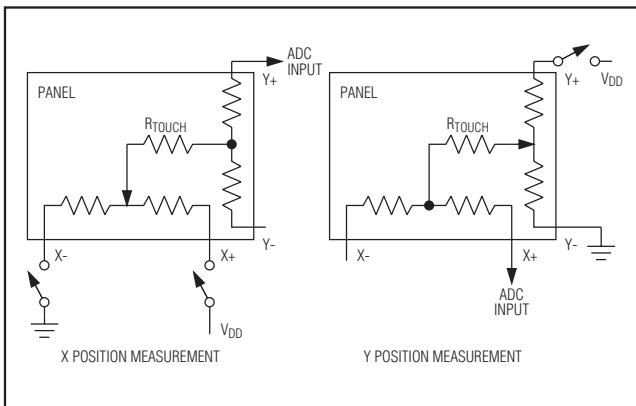 ADC
INPUT
Y+
PANEL
RTOUCH
X-
X+
Y-
VDD
X POSITION MEASUREMENT
Y+
VDD
PANEL
RTOUCH
X-
X+
Y-
ADC
INPUT
Y POSITION MEASUREMENT